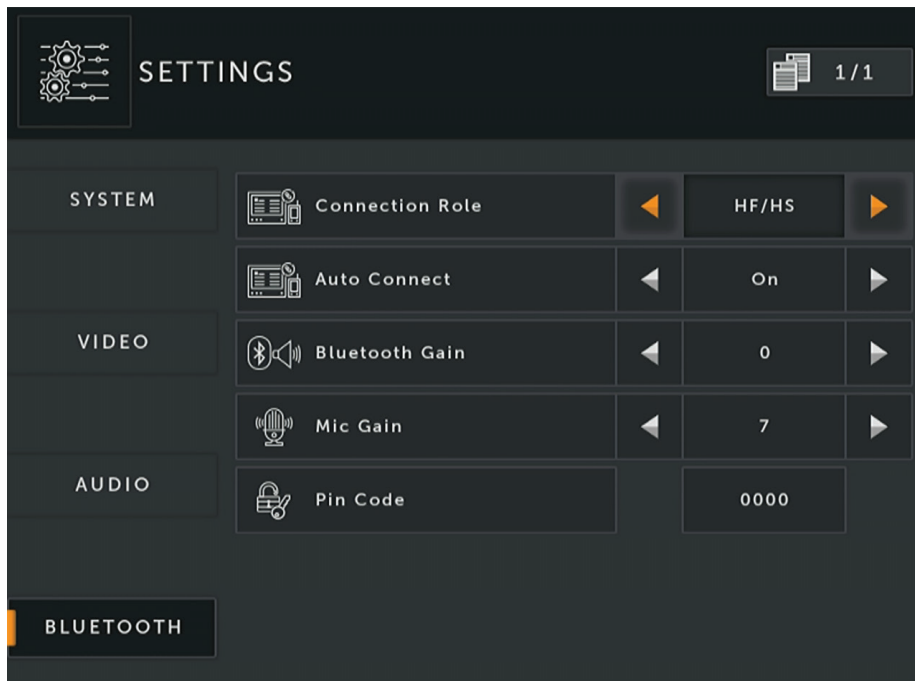 SETTINGS
1/1
SYSTEM
Connection Role HF/HS
Auto Connect On
VIDEO
Bluetooth Gain 0
Mic Gain 7
AUDIO
Pin Code 0000
BLUETOOTH